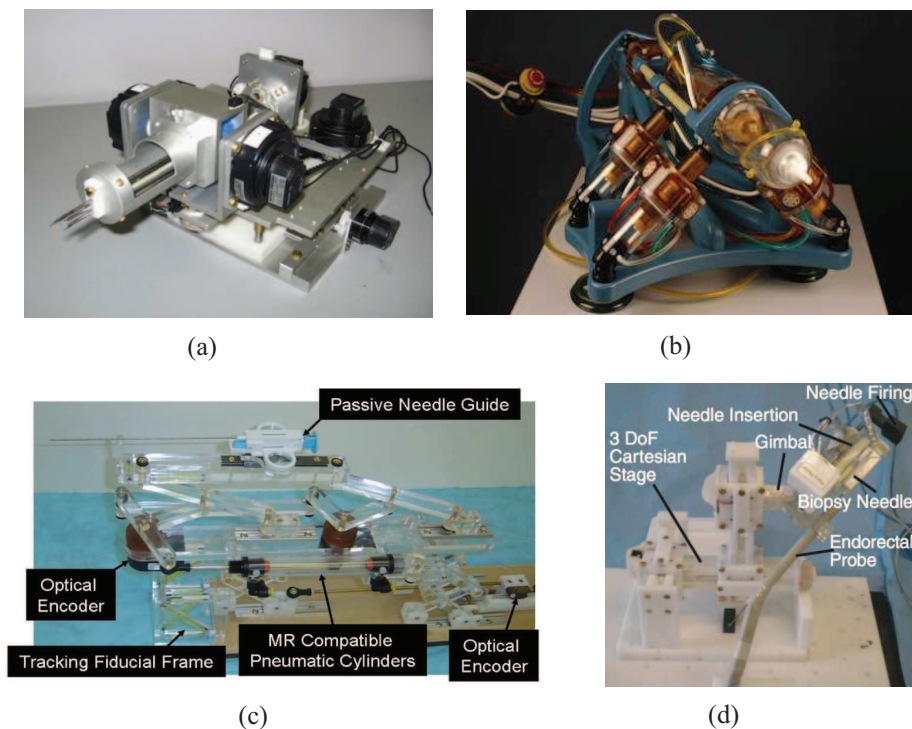 (a)
(b)
Passive Needle Guide
Optical
Encoder
Tracking Fiducial Frame
MR Compatible
Pneumatic Cylinders
Optical
Encoder
(c)
Needle Firing
Needle Insertion
Gimbal
3 DoF
Cartesian
Stage
Biopsy Needle
Endorectal
Probe
(d)